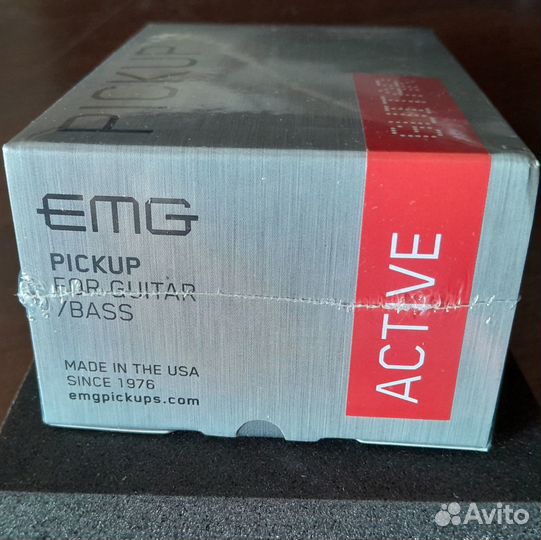 PICKUP
EMG
PICKUP
FOR GUITAR
/BASS
MADE IN THE USA
SINCE 1976
emgpickups.com
ACTIVE
Avito